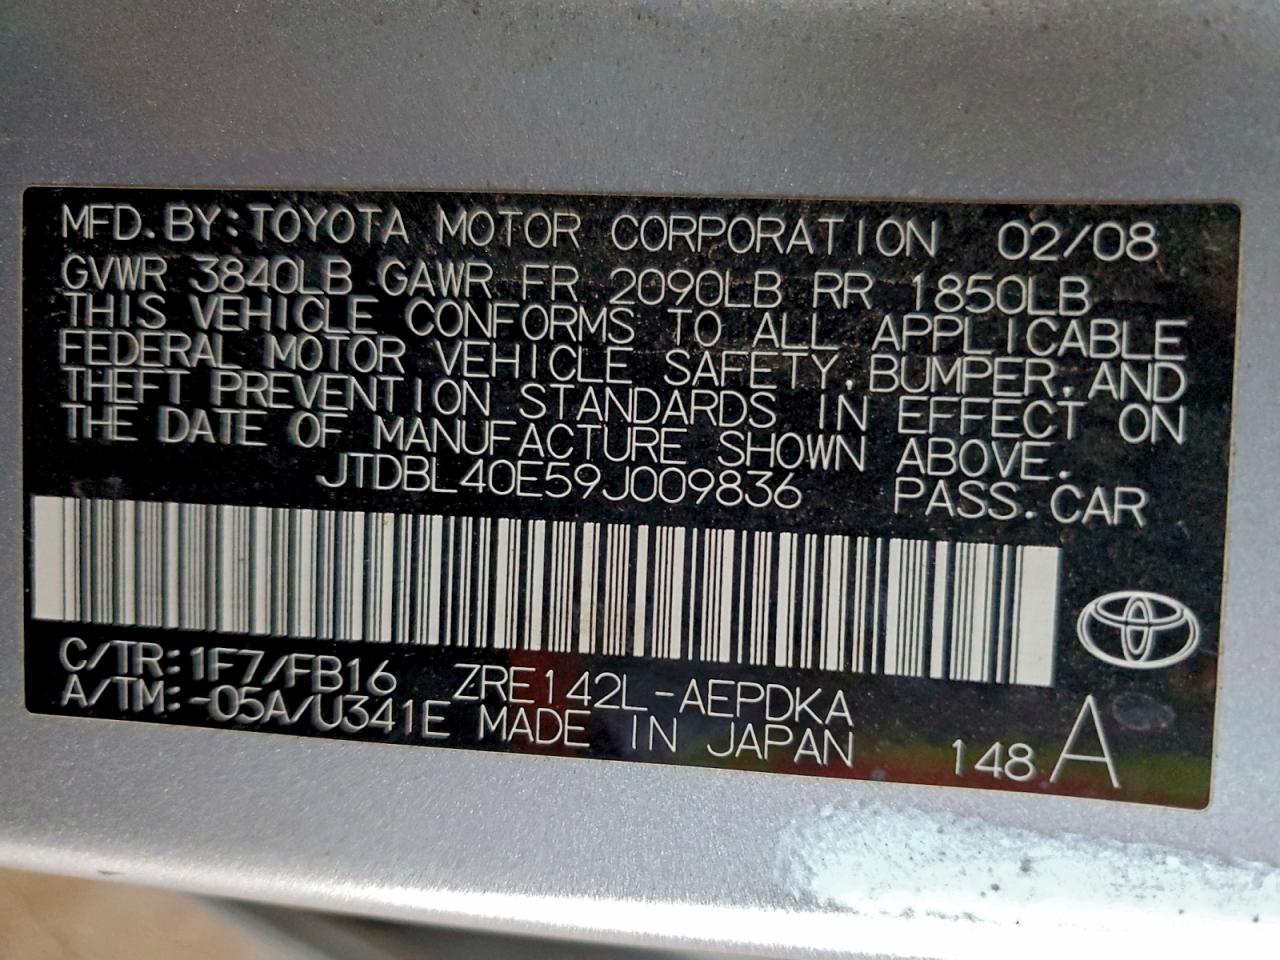 MFD. BY: TOYOTA MOTOR CORPORATION 02/08
GVWR 3840LB GAWR FR 2090LB RR 1850LB
THIS VEHICLE CONFORMS TO ALL APPLICABLE
FEDERAL MOTOR VEHICLE SAFETY, BUMPER, AND
THEFT PREVENTION STANDARDS IN EFFECT ON
THE DATE OF MANUFACTURE SHOWN ABOVE.
JTDBL40E59J009836 PASS. CAR
C/TR: 1F7/FB16 ZRE142L-AEPDKA
A/TM: -05A/U341E MADE IN JAPAN 148 A